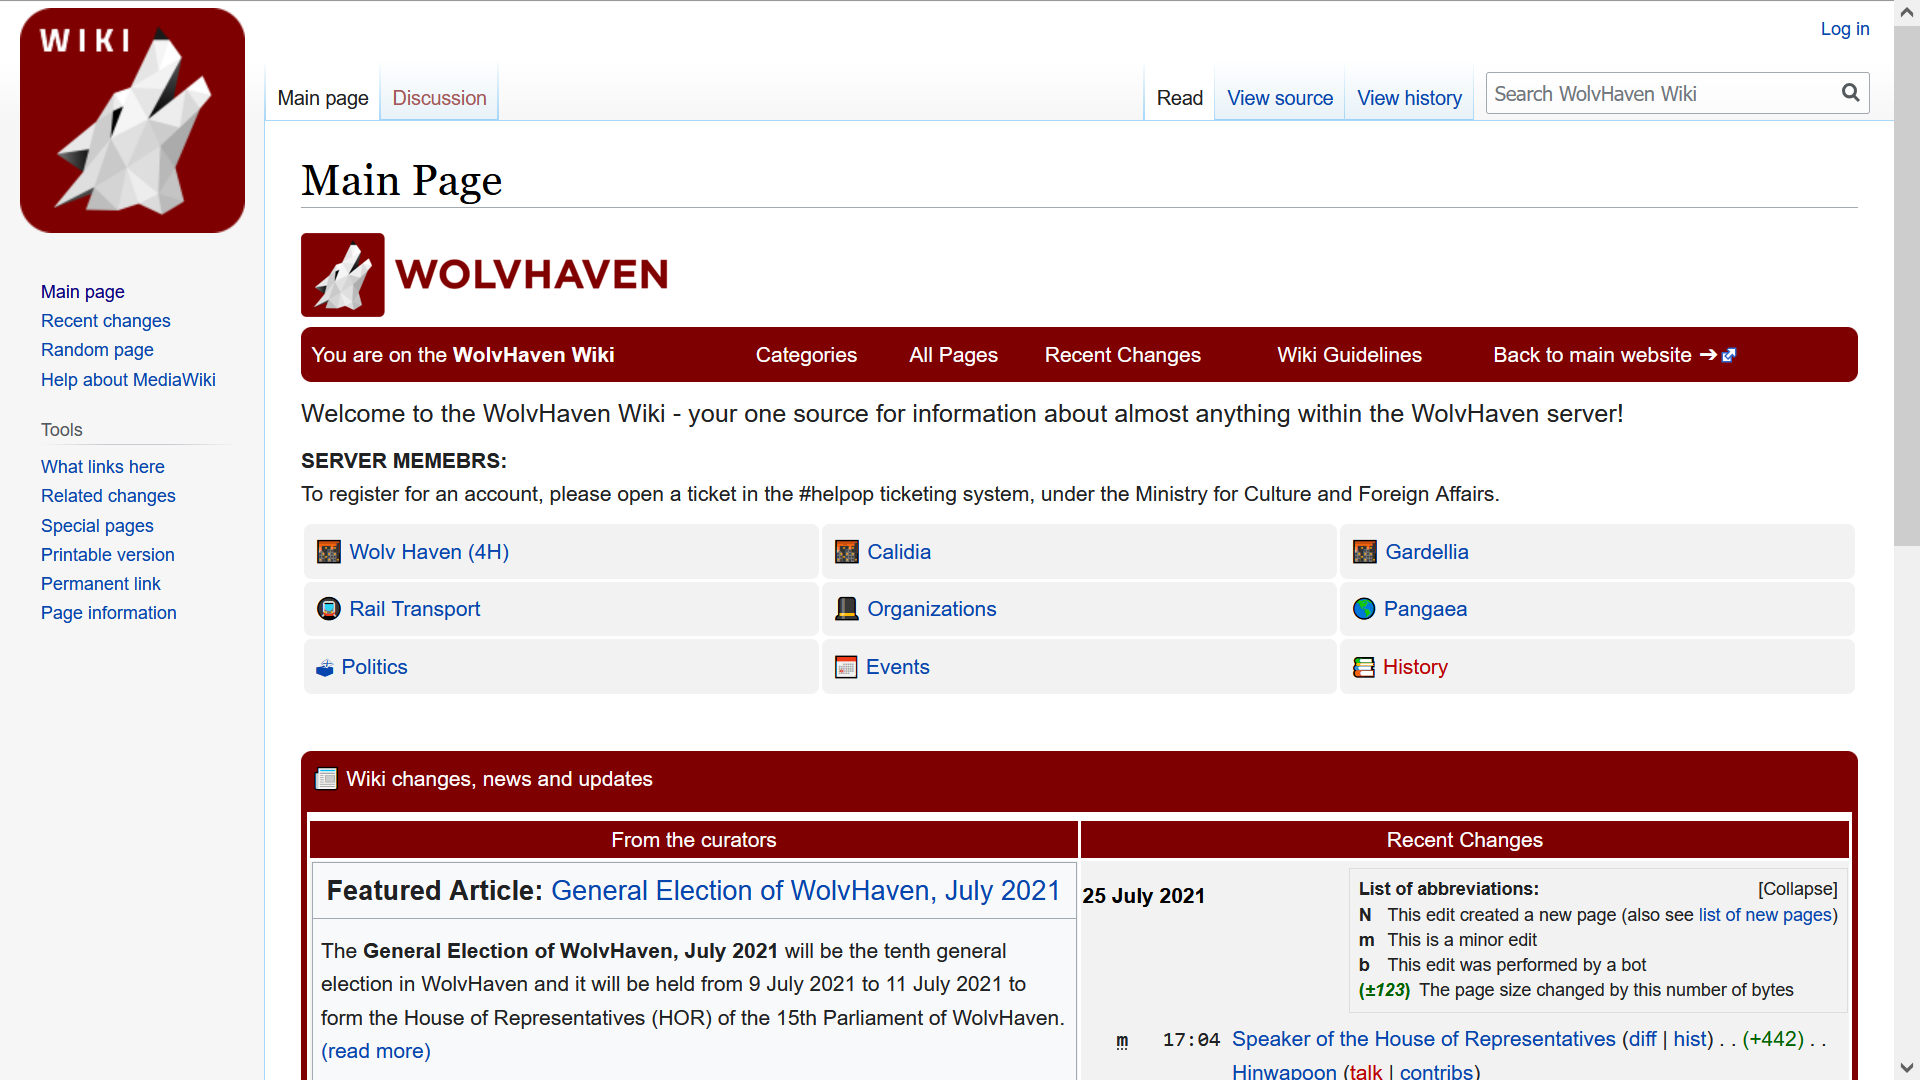 WIKI
Log in
Main page
Discussion
Read
View source
View history
Search WolvHaven Wiki
Main Page
WOLVHAVEN
Main page
Recent changes
Random page
Help about MediaWiki
Tools
What links here
Related changes
Special pages
Printable version
Permanent link
Page information
You are on the WolvHaven Wiki
Categories
All Pages
Recent Changes
Wiki Guidelines
Back to main website ➔
Welcome to the WolvHaven Wiki - your one source for information about almost anything within the WolvHaven server!
SERVER MEMEBRS:
To register for an account, please open a ticket in the #helpop ticketing system, under the Ministry for Culture and Foreign Affairs.
Wolv Haven (4H)
Calidia
Gardellia
Rail Transport
Organizations
Pangaea
Politics
Events
History
Wiki changes, news and updates
From the curators
Featured Article: General Election of WolvHaven, July 2021
The General Election of WolvHaven, July 2021 will be the tenth general
election in WolvHaven and it will be held from 9 July 2021 to 11 July 2021 to
form the House of Representatives (HOR) of the 15th Parliament of WolvHaven.
(read more)
Recent Changes
25 July 2021
List of abbreviations:
[Collapse]
N This edit created a new page (also see list of new pages)
m This is a minor edit
b This edit was performed by a bot
(±123) The page size changed by this number of bytes
m 17:04 Speaker of the House of Representatives (diff | hist) . . (+442) . .
Hinwapoon (talk | contribs)